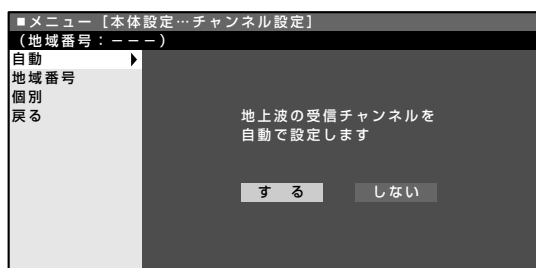 ■メニュー［本体設定…チャンネル設定］
（地域番号：－－－）
自動
地域番号
個別
戻る
地上波の受信チャンネルを
自動で設定します
する しない